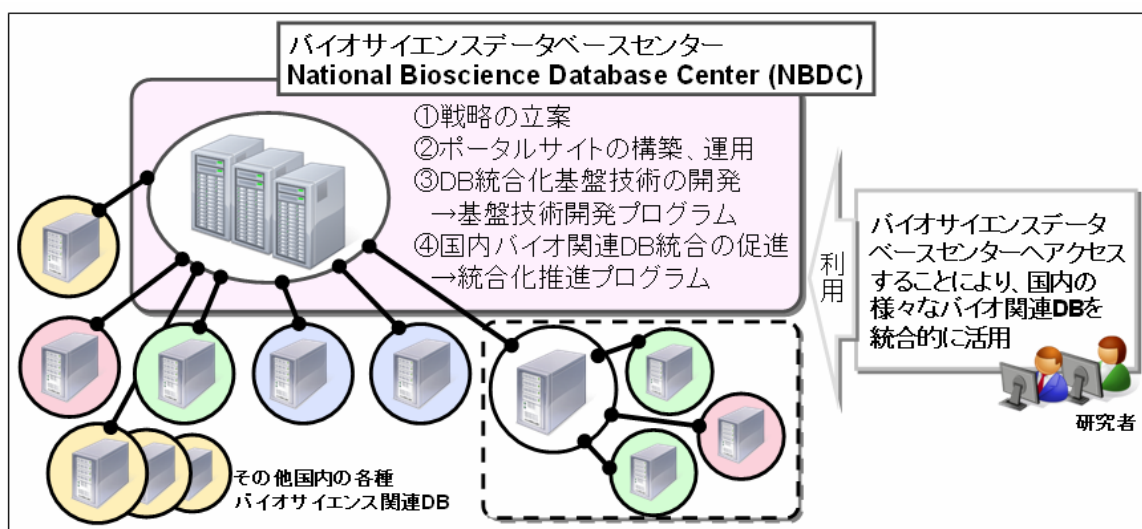 バイオサイエンスデータベースセンター
National Bioscience Database Center (NBDC)
①戦略の立案
②ポータルサイトの構築、運用
③DB統合化基盤技術の開発
→基盤技術開発プログラム
④国内バイオ関連DB統合の促進
→統合化推進プログラム
利用
バイオサイエンスデータ
ベースセンターへアクセス
することにより、国内の
様々なバイオ関連DBを
統合的に活用
研究者
その他国内の各種
バイオサイエンス関連DB